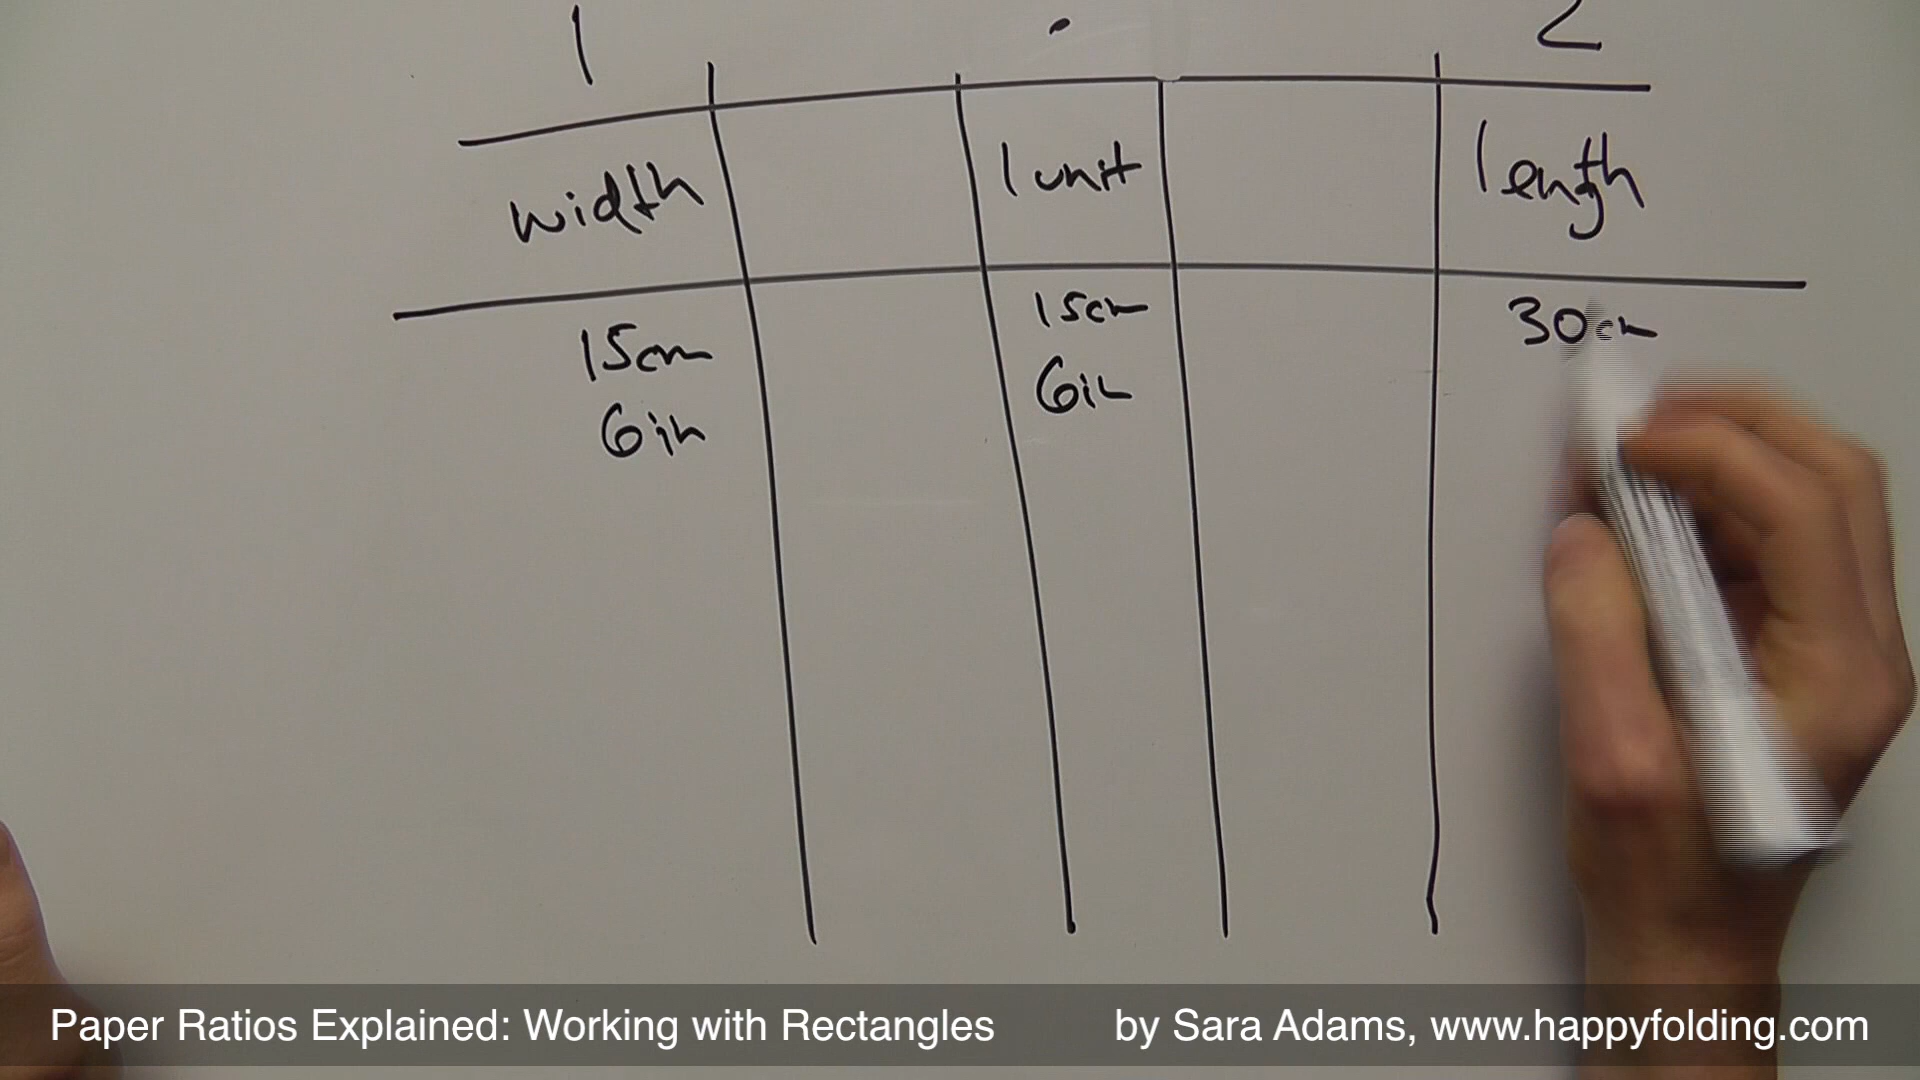 1 : 2
width 1 unit length
15cm 15cm 30cm
6in 6in
Paper Ratios Explained: Working with Rectangles by Sara Adams, www.happyfolding.com